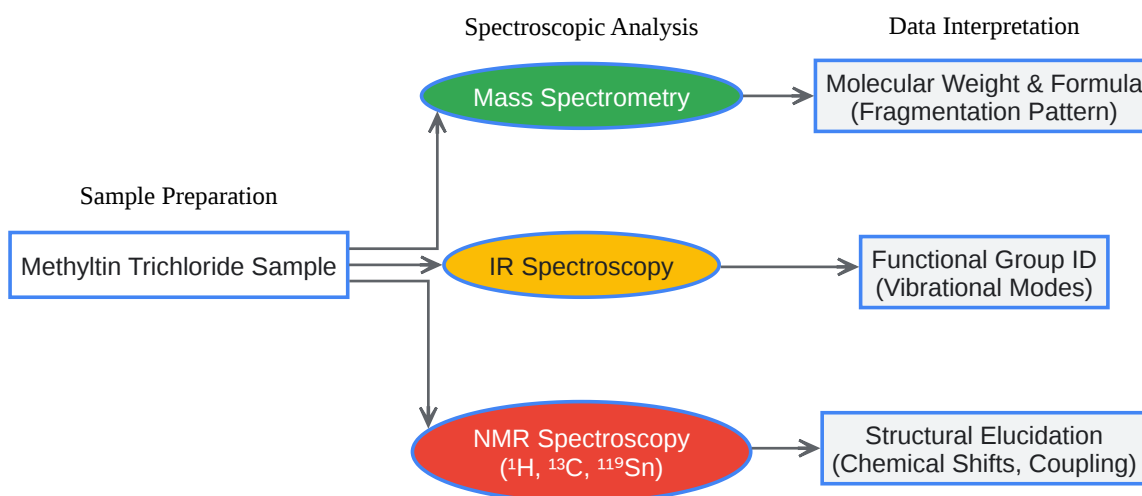 Spectroscopic Analysis
Data Interpretation
Mass Spectrometry
Molecular Weight & Formula
(Fragmentation Pattern)
Sample Preparation
Methyltin Trichloride Sample
IR Spectroscopy
Functional Group ID
(Vibrational Modes)
NMR Spectroscopy
(¹H, ¹³C, ¹¹⁹Sn)
Structural Elucidation
(Chemical Shifts, Coupling)